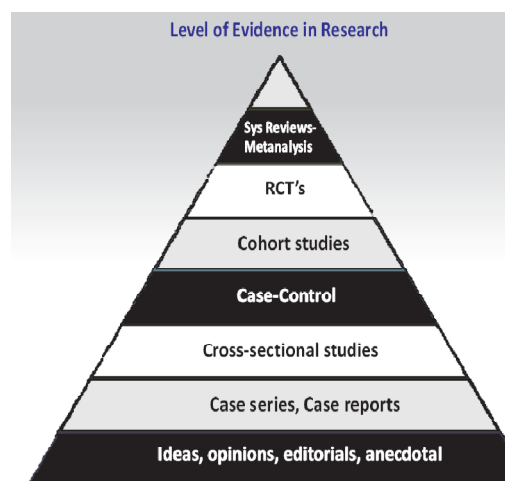 Level of Evidence in Research
Sys Reviews-
Metanalysis
RCT's
Cohort studies
Case-Control
Cross-sectional studies
Case series, Case reports
Ideas, opinions, editorials, anecdotal